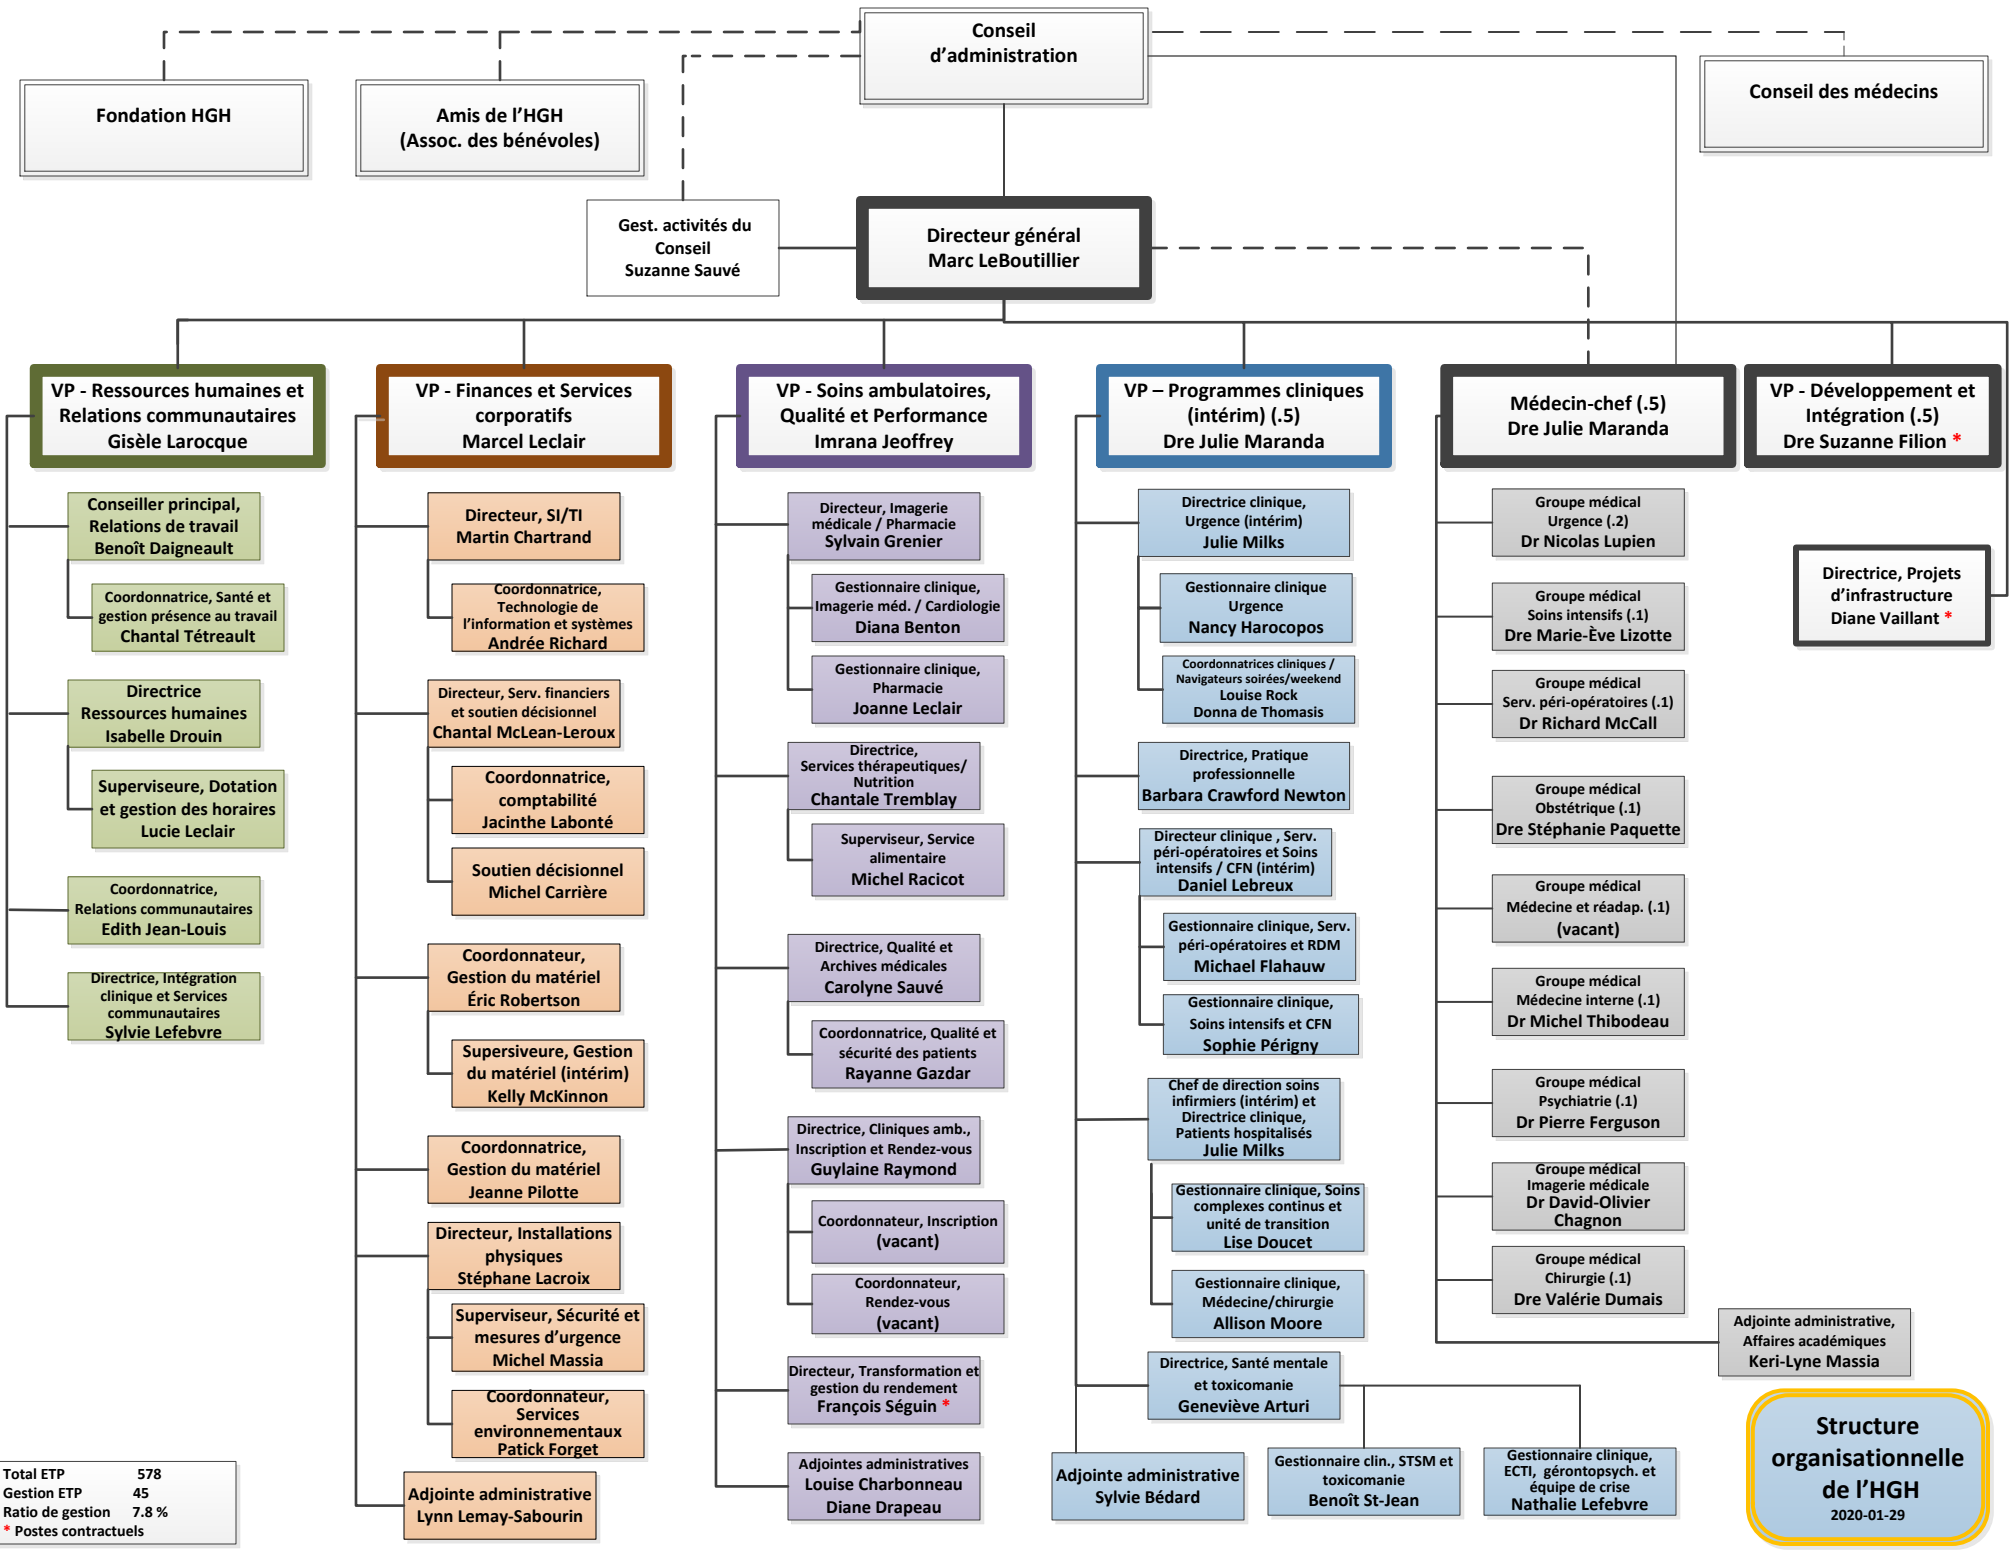 Conseil
d'administration
Fondation HGH
Amis de l'HGH
(Assoc. des bénévoles)
Conseil des médecins
Gest. activités du
Conseil
Suzanne Sauvé
Directeur général
Marc LeBoutillier
VP - Ressources humaines et
Relations communautaires
Gisèle Larocque
Conseiller principal,
Relations de travail
Benoît Daigneault
Coordonnatrice, Santé et
gestion présence au travail
Chantal Tétreault
Directrice
Ressources humaines
Isabelle Drouin
Superviseure, Dotation
et gestion des horaires
Lucie Leclair
Coordonnatrice,
Relations communautaires
Edith Jean-Louis
Directrice, Intégration
clinique et Services
communautaires
Sylvie Lefebvre
VP - Finances et Services
corporatifs
Marcel Leclair
Directeur, SI/TI
Martin Chartrand
Coordonnatrice,
Technologie de
l'information et systèmes
Andrée Richard
Directeur, Serv. financiers
et soutien décisionnel
Chantal McLean-Leroux
Coordonnatrice,
comptabilité
Jacinthe Labonté
Soutien décisionnel
Michel Carrière
Coordonnateur,
Gestion du matériel
Éric Robertson
Supersiveure, Gestion
du matériel (intérim)
Kelly McKinnon
Coordonnatrice,
Gestion du matériel
Jeanne Pilotte
Directeur, Installations
physiques
Stéphane Lacroix
Superviseur, Sécurité et
mesures d'urgence
Michel Massia
Coordonnateur,
Services
environnementaux
Patick Forget
Adjointe administrative
Lynn Lemay-Sabourin
VP - Soins ambulatoires,
Qualité et Performance
Imrana Jeoffrey
Directeur, Imagerie
médicale / Pharmacie
Sylvain Grenier
Gestionnaire clinique,
Imagerie méd. / Cardiologie
Diana Benton
Gestionnaire clinique,
Pharmacie
Joanne Leclair
Directrice,
Services thérapeutiques/
Nutrition
Chantale Tremblay
Superviseur, Service
alimentaire
Michel Racicot
Directrice, Qualité et
Archives médicales
Carolyne Sauvé
Coordonnatrice, Qualité et
sécurité des patients
Rayanne Gazdar
Directrice, Cliniques amb.,
Inscription et Rendez-vous
Guylaine Raymond
Coordonnateur, Inscription
(vacant)
Coordonnateur,
Rendez-vous
(vacant)
Directeur, Transformation et
gestion du rendement
François Séguin *
Adjointes administratives
Louise Charbonneau
Diane Drapeau
VP – Programmes cliniques
(intérim) (.5)
Dre Julie Maranda
Directrice clinique,
Urgence (intérim)
Julie Milks
Gestionnaire clinique
Urgence
Nancy Harocopos
Coordonnatrices cliniques /
Navigateurs soirées/weekend
Louise Rock
Donna de Thomasis
Directrice, Pratique
professionnelle
Barbara Crawford Newton
Directeur clinique , Serv.
péri-opératoires et Soins
intensifs / CFN (intérim)
Daniel Lebreux
Gestionnaire clinique, Serv.
péri-opératoires et RDM
Michael Flahauw
Gestionnaire clinique,
Soins intensifs et CFN
Sophie Périgny
Chef de direction soins
infirmiers (intérim) et
Directrice clinique,
Patients hospitalisés
Julie Milks
Gestionnaire clinique, Soins
complexes continus et
unité de transition
Lise Doucet
Gestionnaire clinique,
Médecine/chirurgie
Allison Moore
Directrice, Santé mentale
et toxicomanie
Geneviève Arturi
Adjointe administrative
Sylvie Bédard
Gestionnaire clin., STSM et
toxicomanie
Benoît St-Jean
Gestionnaire clinique,
ECTI, gérontopsych. et
équipe de crise
Nathalie Lefebvre
Médecin-chef (.5)
Dre Julie Maranda
Groupe médical
Urgence (.2)
Dr Nicolas Lupien
Groupe médical
Soins intensifs (.1)
Dre Marie-Ève Lizotte
Groupe médical
Serv. péri-opératoires (.1)
Dr Richard McCall
Groupe médical
Obstétrique (.1)
Dre Stéphanie Paquette
Groupe médical
Médecine et réadap. (.1)
(vacant)
Groupe médical
Médecine interne (.1)
Dr Michel Thibodeau
Groupe médical
Psychiatrie (.1)
Dr Pierre Ferguson
Groupe médical
Imagerie médicale
Dr David-Olivier
Chagnon
Groupe médical
Chirurgie (.1)
Dre Valérie Dumais
Adjointe administrative,
Affaires académiques
Keri-Lyne Massia
VP - Développement et
Intégration (.5)
Dre Suzanne Filion *
Directrice, Projets
d'infrastructure
Diane Vaillant *
Total ETP 578
Gestion ETP 45
Ratio de gestion 7.8 %
* Postes contractuels
Structure
organisationnelle
de l'HGH
2020-01-29